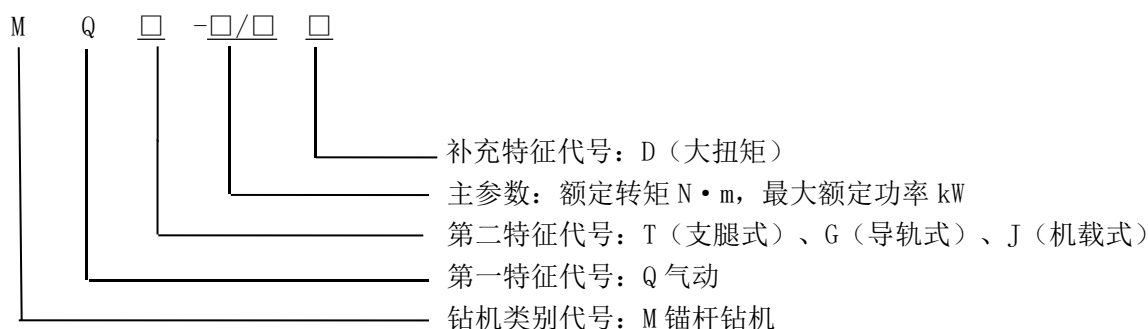 M Q □ -□/□ □
补充特征代号：D（大扭矩）
主参数：额定转矩 N•m，最大额定功率 kW
第二特征代号：T（支腿式）、G（导轨式）、J（机载式）
第一特征代号：Q 气动
钻机类别代号：M 锚杆钻机